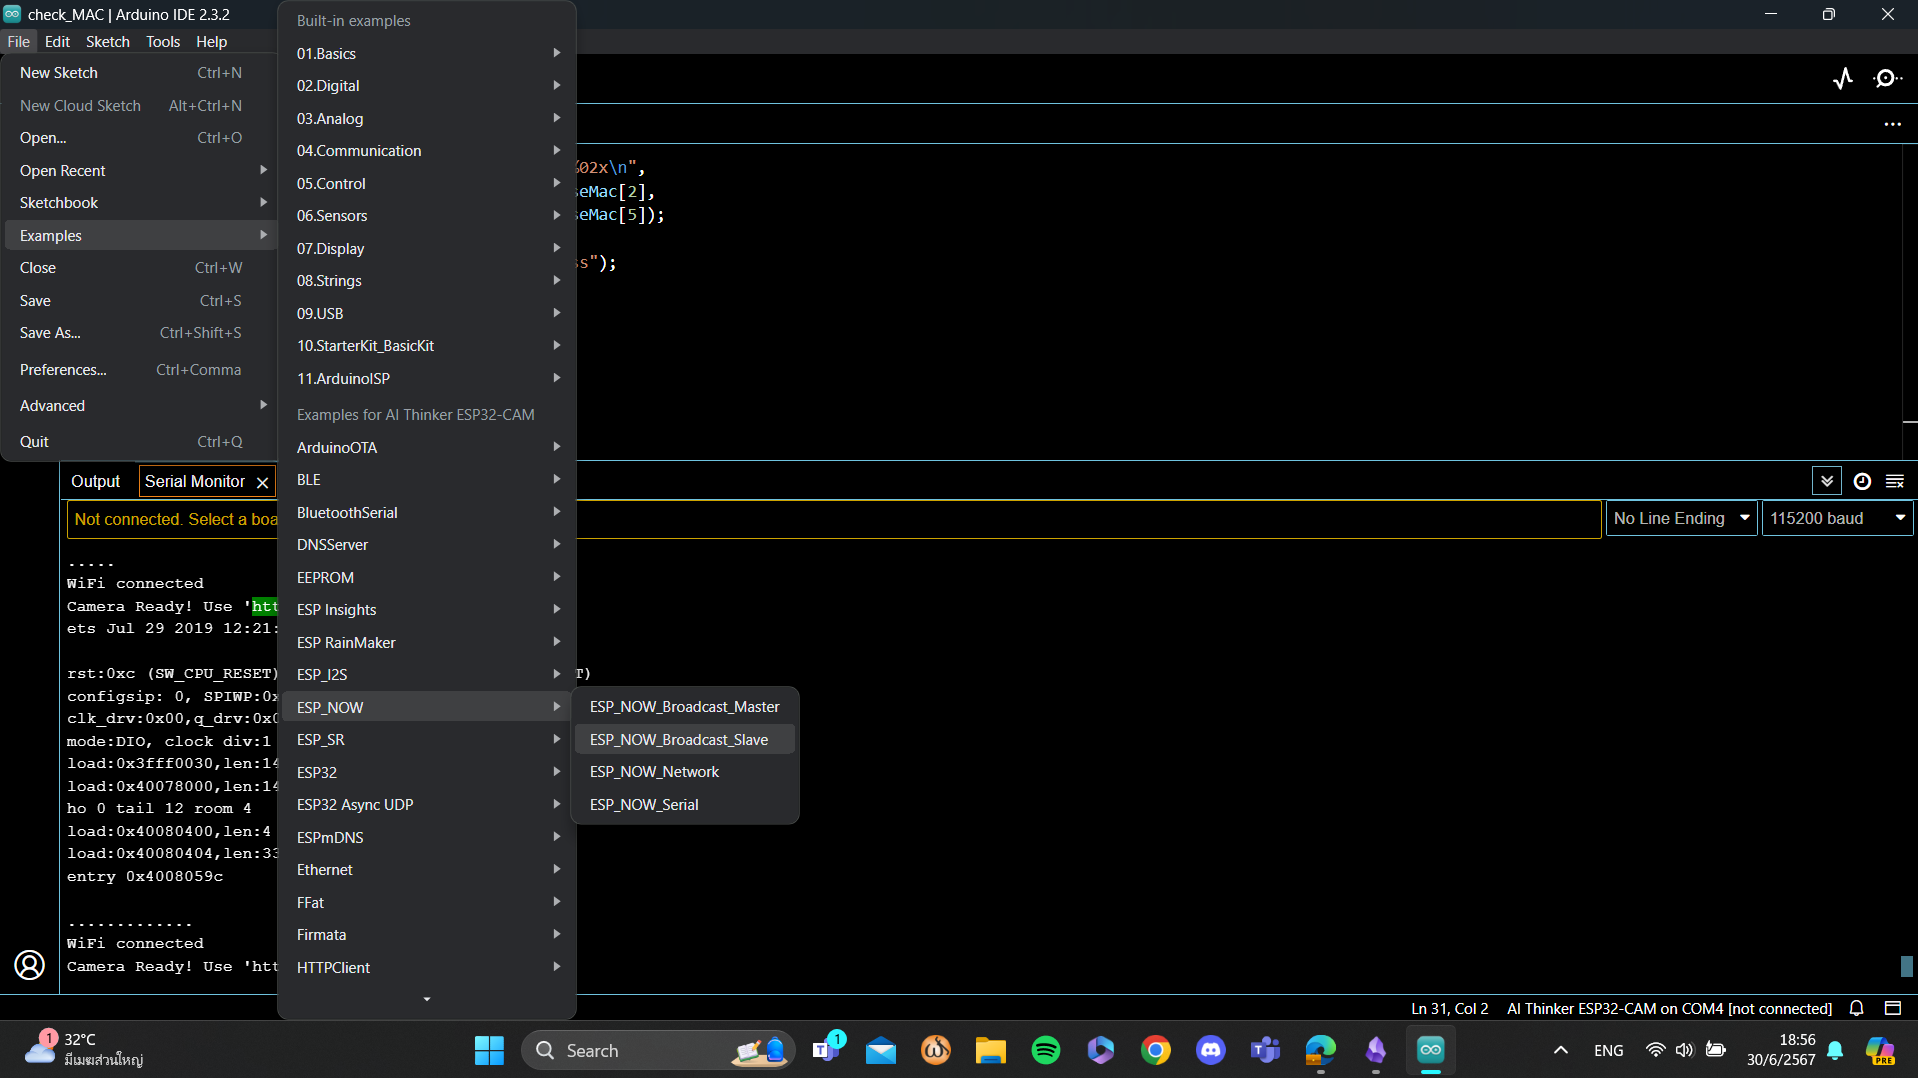 check_MAC | Arduino IDE 2.3.2
File Edit Sketch Tools Help
New Sketch Ctrl+N
New Cloud Sketch Alt+Ctrl+N
Open... Ctrl+O
Open Recent
Sketchbook
Examples
Close Ctrl+W
Save Ctrl+S
Save As... Ctrl+Shift+S
Preferences... Ctrl+Comma
Advanced
Quit Ctrl+Q
Built-in examples
01.Basics
02.Digital
03.Analog
04.Communication
05.Control
06.Sensors
07.Display
08.Strings
09.USB
10.StarterKit_BasicKit
11.ArduinoISP
Examples for AI Thinker ESP32-CAM
ArduinoOTA
BLE
BluetoothSerial
DNSServer
EEPROM
ESP Insights
ESP RainMaker
ESP_I2S
ESP_NOW
ESP_SR
ESP32
ESP32 Async UDP
ESPmDNS
Ethernet
FFat
Firmata
HTTPClient
ESP_NOW_Broadcast_Master
ESP_NOW_Broadcast_Slave
ESP_NOW_Network
ESP_NOW_Serial
%02x\n",
seMac[2],
seMac[5]);
ss");
Output Serial Monitor
Not connected. Select a boa
No Line Ending 115200 baud
.....
WiFi connected
Camera Ready! Use 'htt
ets Jul 29 2019 12:21:
rst:0xc (SW_CPU_RESET) T)
configsip: 0, SPIWP:0x
clk_drv:0x00,q_drv:0x0
mode:DIO, clock div:1
load:0x3fff0030,len:14
load:0x40078000,len:14
ho 0 tail 12 room 4
load:0x40080400,len:4
load:0x40080404,len:33
entry 0x4008059c
.............
WiFi connected
Camera Ready! Use 'htt
Ln 31, Col 2 AI Thinker ESP32-CAM on COM4 [not connected]
1
32°C
มีเมฆส่วนใหญ่
Search
1
ENG
18:56
30/6/2567
PRE